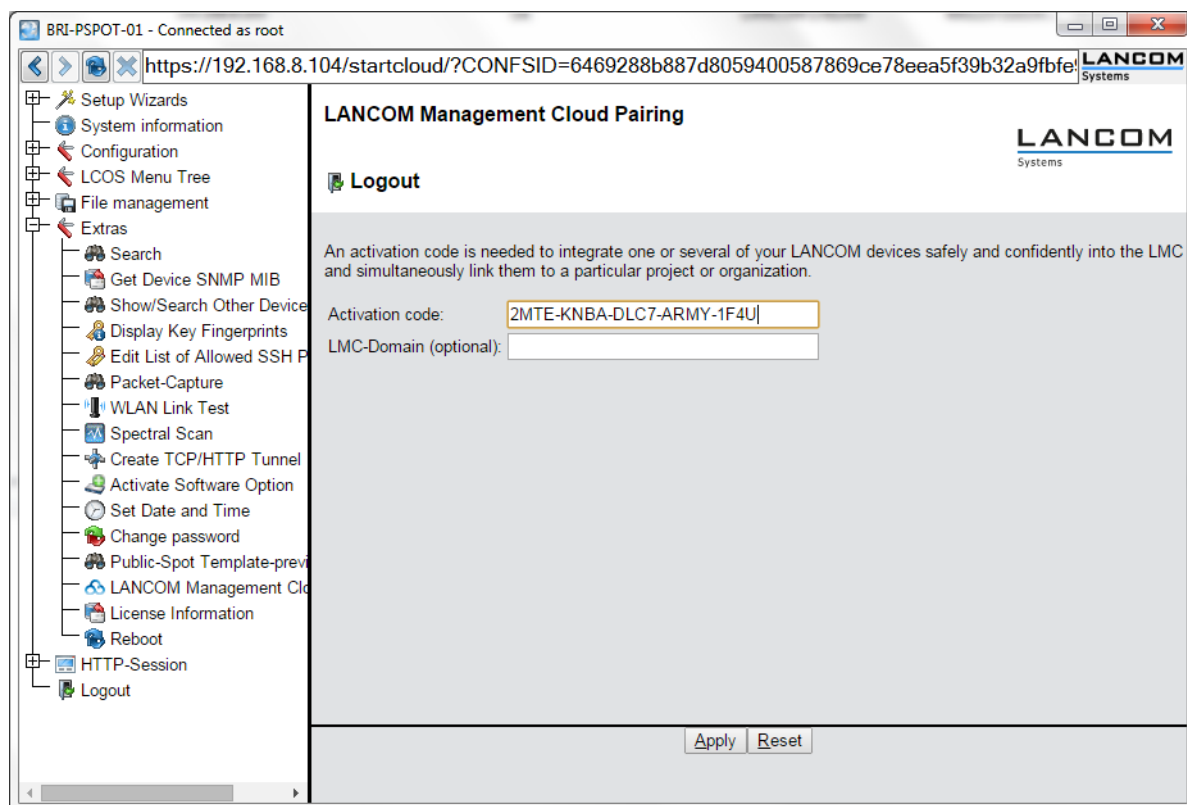 BRI-PSPOT-01 - Connected as root
https://192.168.8.104/startcloud/?CONFSID=6469288b887d8059400587869ce78eea5f39b32a9fbfe9
LANCOM
Systems
Setup Wizards
System information
Configuration
LCOS Menu Tree
File management
Extras
Search
Get Device SNMP MIB
Show/Search Other Device
Display Key Fingerprints
Edit List of Allowed SSH P
Packet-Capture
WLAN Link Test
Spectral Scan
Create TCP/HTTP Tunnel
Activate Software Option
Set Date and Time
Change password
Public-Spot Template-previ
LANCOM Management Clo
License Information
Reboot
HTTP-Session
Logout
LANCOM Management Cloud Pairing
LANCOM
Systems
Logout
An activation code is needed to integrate one or several of your LANCOM devices safely and confidently into the LMC
and simultaneously link them to a particular project or organization.
Activation code: 2MTE-KNBA-DLC7-ARMY-1F4U
LMC-Domain (optional):
Apply Reset